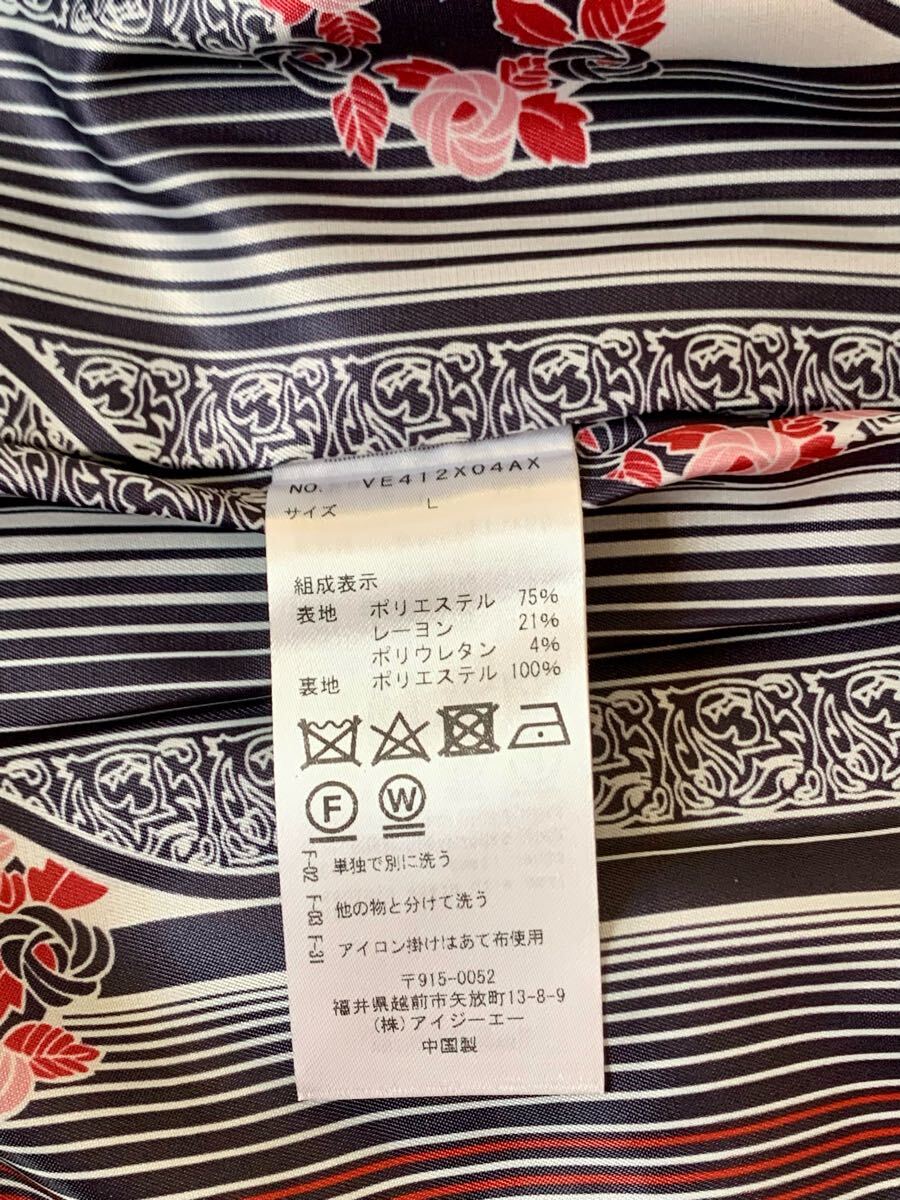 No. VE412X04AX
サイズ L
組成表示
表地 ポリエステル 75%
レーヨン 21%
ポリウレタン 4%
裏地 ポリエステル 100%
F W
F-02 単独で別に洗う
F-03 他の物と分けて洗う
F-31 アイロン掛けはあて布使用
〒915-0052
福井県越前市矢放町13-8-9
(株)アイジーエー
中国製